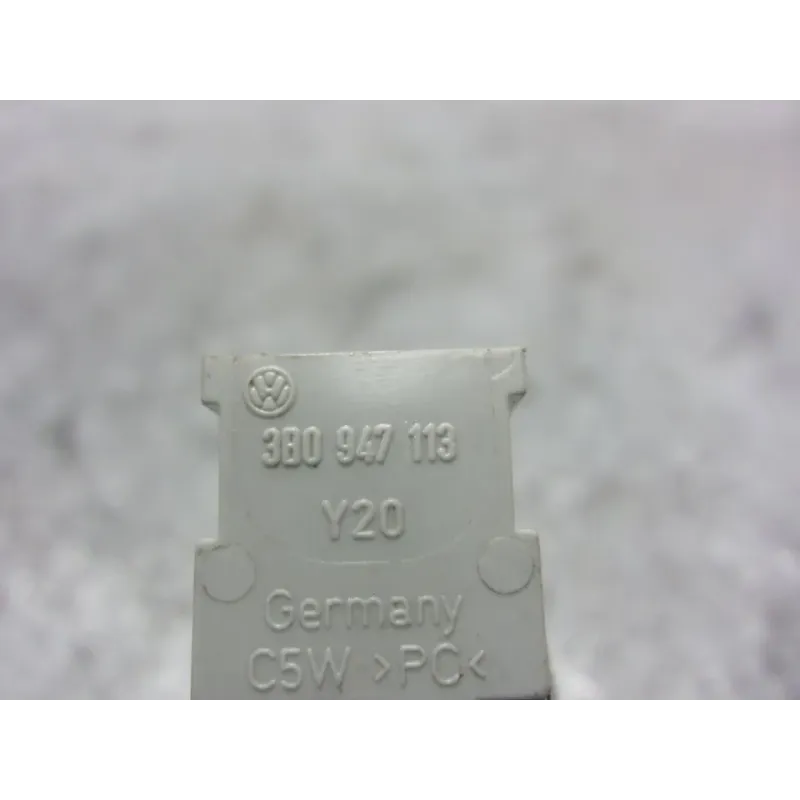 3B0 947 113
Y20
Germany
C5W >PC<